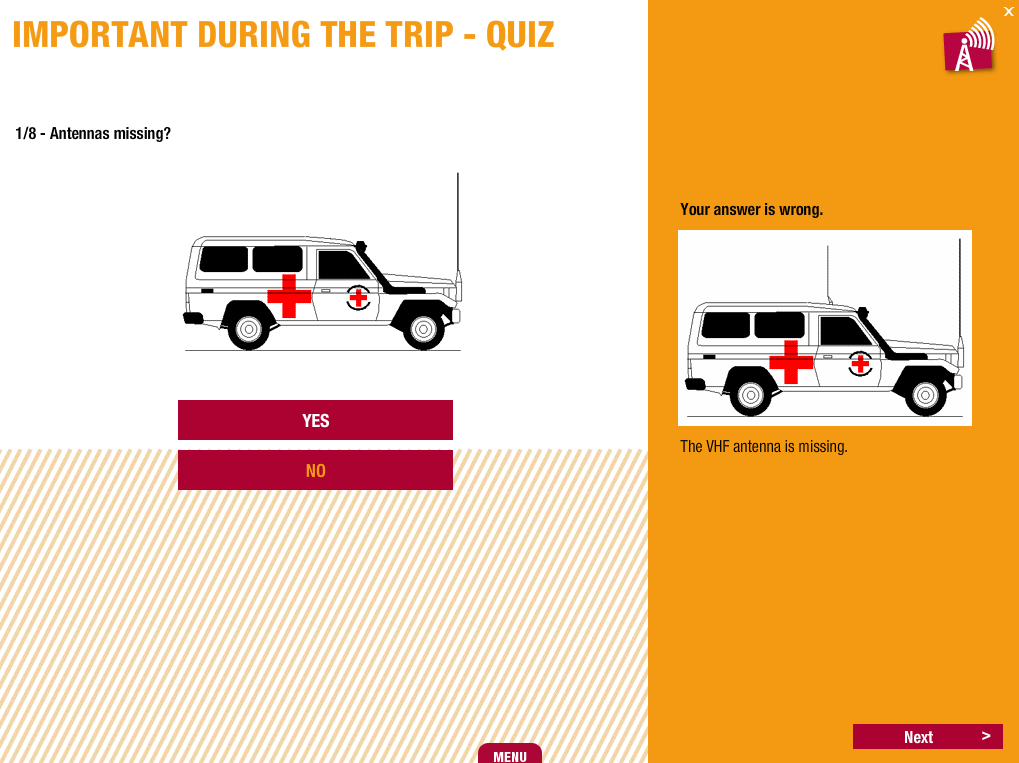 IMPORTANT DURING THE TRIP - QUIZ
X
1/8 - Antennas missing?
YES
NO
Your answer is wrong.
The VHF antenna is missing.
Next >
MENU